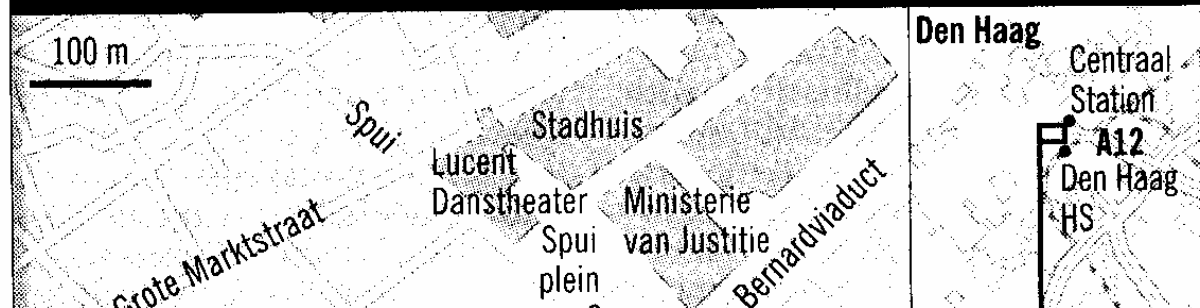 100 m
Spui
Stadhuis
Lucent
Danstheater
Ministerie
van Justitie
Spui
plein
Grote Marktstraat
Bernardviaduct
Den Haag
Centraal
Station
A12
Den Haag
HS